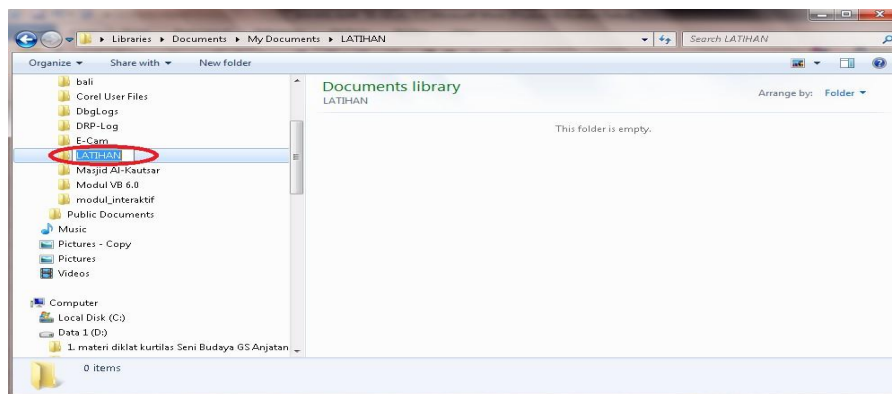 Libraries ▸ Documents ▸ My Documents ▸ LATIHAN
Search LATIHAN
Organize Share with New folder
bali
Corel User Files
DbgLogs
DRP-Log
E-Cam
LATIHAN
Masjid Al-Kautsar
Modul VB 6.0
modul_interaktif
Public Documents
Music
Pictures - Copy
Pictures
Videos
Computer
Local Disk (C:)
Data 1 (D:)
1. materi diklat kurtilas Seni Budaya GS Anjatan
Documents library
LATIHAN
Arrange by: Folder
This folder is empty.
0 items